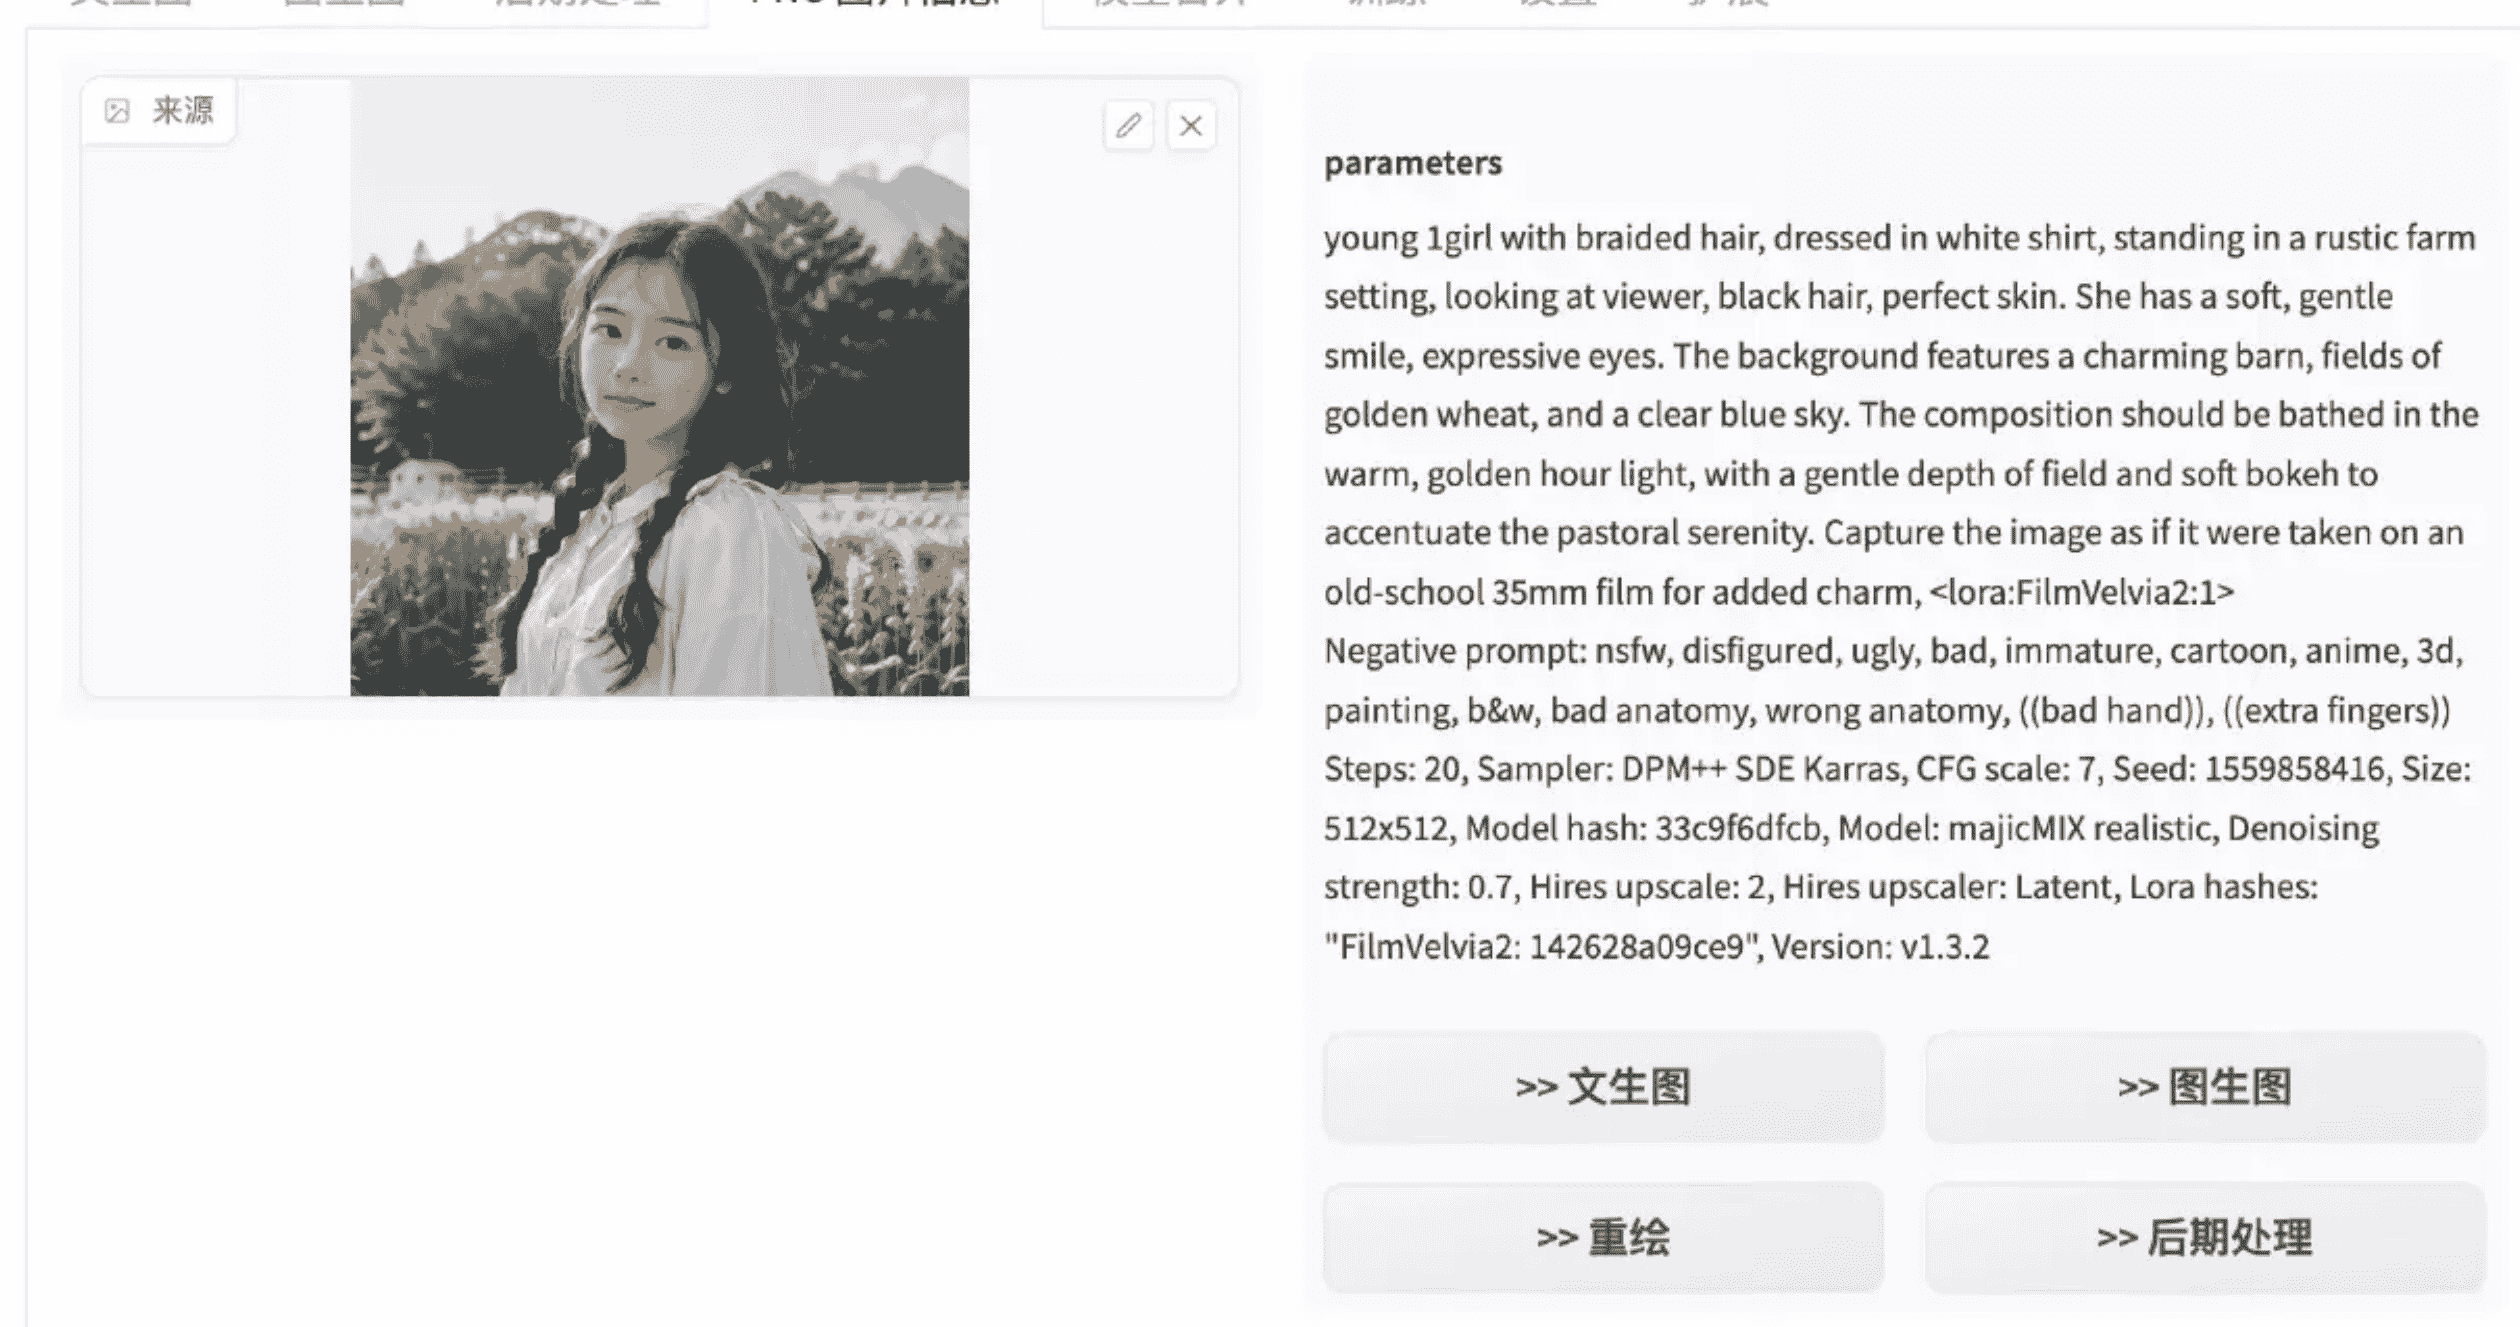 PNG 图片信息
来源
parameters
young 1girl with braided hair, dressed in white shirt, standing in a rustic farm
setting, looking at viewer, black hair, perfect skin. She has a soft, gentle
smile, expressive eyes. The background features a charming barn, fields of
golden wheat, and a clear blue sky. The composition should be bathed in the
warm, golden hour light, with a gentle depth of field and soft bokeh to
accentuate the pastoral serenity. Capture the image as if it were taken on an
old-school 35mm film for added charm, <lora:FilmVelvia2:1>
Negative prompt: nsfw, disfigured, ugly, bad, immature, cartoon, anime, 3d,
painting, b&w, bad anatomy, wrong anatomy, ((bad hand)), ((extra fingers))
Steps: 20, Sampler: DPM++ SDE Karras, CFG scale: 7, Seed: 1559858416, Size:
512x512, Model hash: 33c9f6dfcb, Model: majicMIX realistic, Denoising
strength: 0.7, Hires upscale: 2, Hires upscaler: Latent, Lora hashes:
"FilmVelvia2: 142628a09ce9", Version: v1.3.2
>> 文生图
>> 图生图
>> 重绘
>> 后期处理